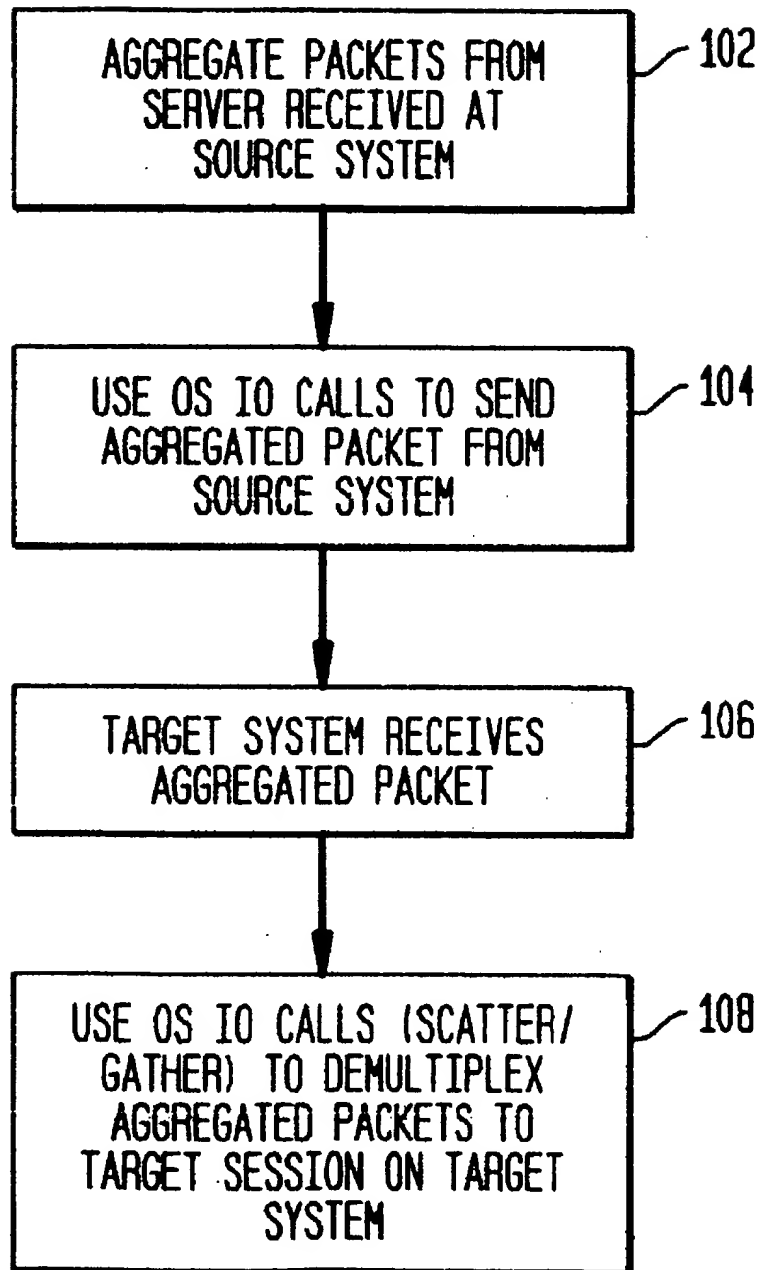 AGGREGATE PACKETS FROM
SERVER RECEIVED AT
SOURCE SYSTEM
102
USE OS IO CALLS TO SEND
AGGREGATED PACKET FROM
SOURCE SYSTEM
104
TARGET SYSTEM RECEIVES
AGGREGATED PACKET
106
USE OS IO CALLS (SCATTER/
GATHER) TO DEMULTIPLEX
AGGREGATED PACKETS TO
TARGET SESSION ON TARGET
SYSTEM
108